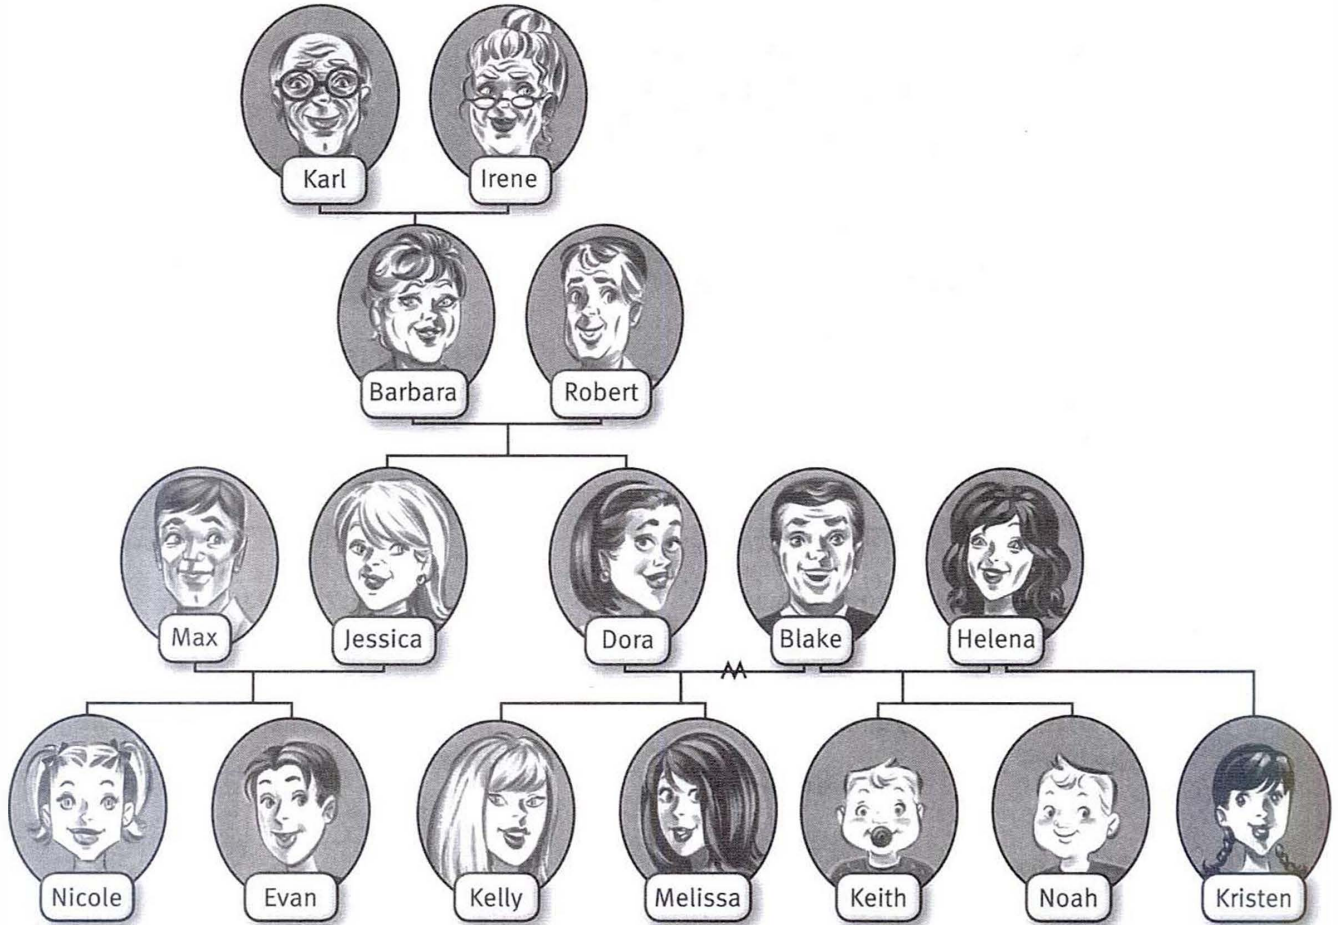 Karl
Irene
Barbara
Robert
Max
Jessica
Dora
Blake
Helena
Nicole
Evan
Kelly
Melissa
Keith
Noah
Kristen